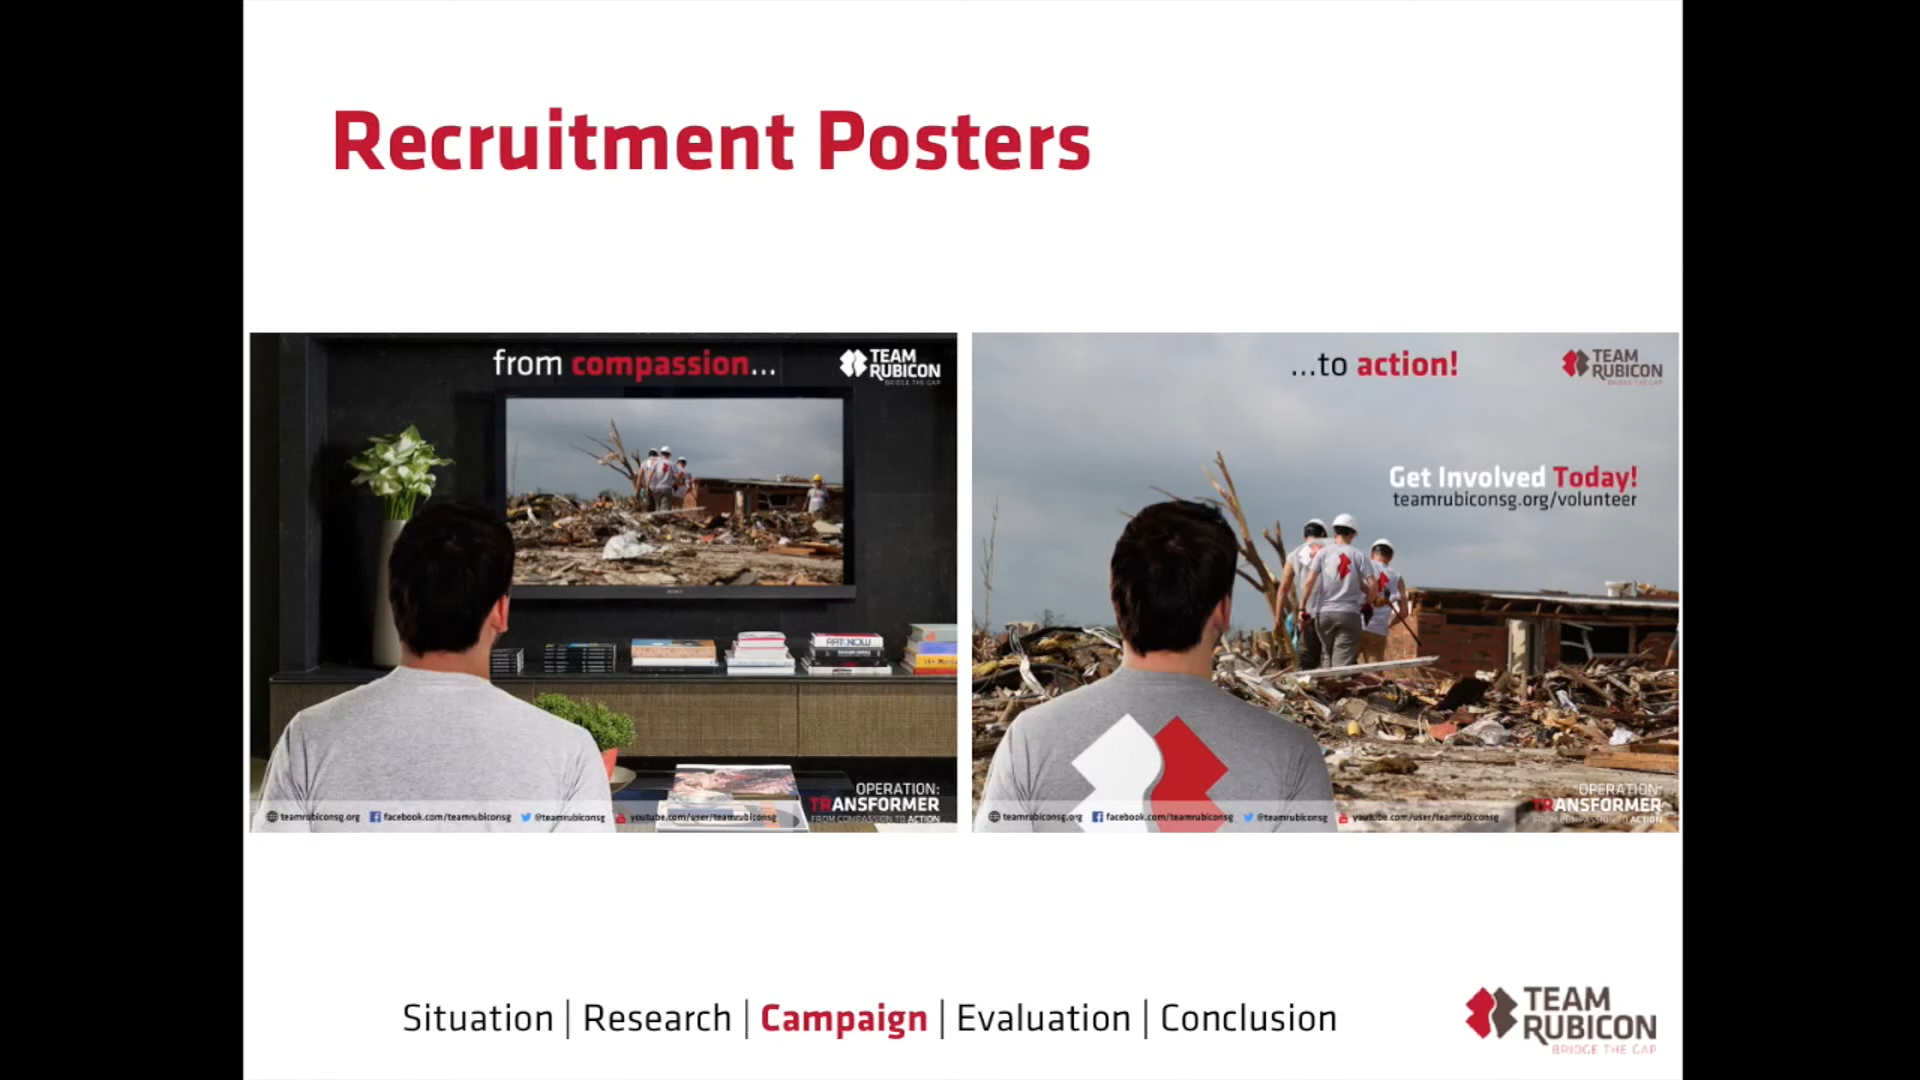 Recruitment Posters
from compassion...
TEAM
RUBICON
BRIDGE THE GAP
OPERATION:
TRANSFORMER
FROM COMPASSION TO ACTION
teamrubiconsg.org facebook.com/teamrubiconsg @teamrubiconsg youtube.com/user/teamrubiconsg
...to action!
TEAM
RUBICON
BRIDGE THE GAP
Get Involved Today!
teamrubiconsg.org/volunteer
OPERATION:
TRANSFORMER
FROM COMPASSION TO ACTION
teamrubiconsg.org facebook.com/teamrubiconsg @teamrubiconsg youtube.com/user/teamrubiconsg
Situation | Research | Campaign | Evaluation | Conclusion
TEAM
RUBICON
BRIDGE THE GAP